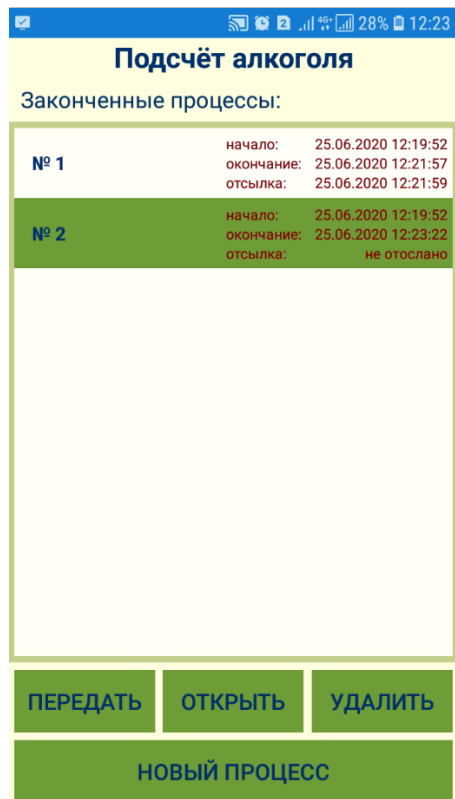 2 4G+ 28% 12:23
Подсчёт алкоголя
Законченные процессы:
№ 1
начало: 25.06.2020 12:19:52
окончание: 25.06.2020 12:21:57
отсылка: 25.06.2020 12:21:59
№ 2
начало: 25.06.2020 12:19:52
окончание: 25.06.2020 12:23:22
отсылка: не отослано
ПЕРЕДАТЬ ОТКРЫТЬ УДАЛИТЬ
НОВЫЙ ПРОЦЕСС